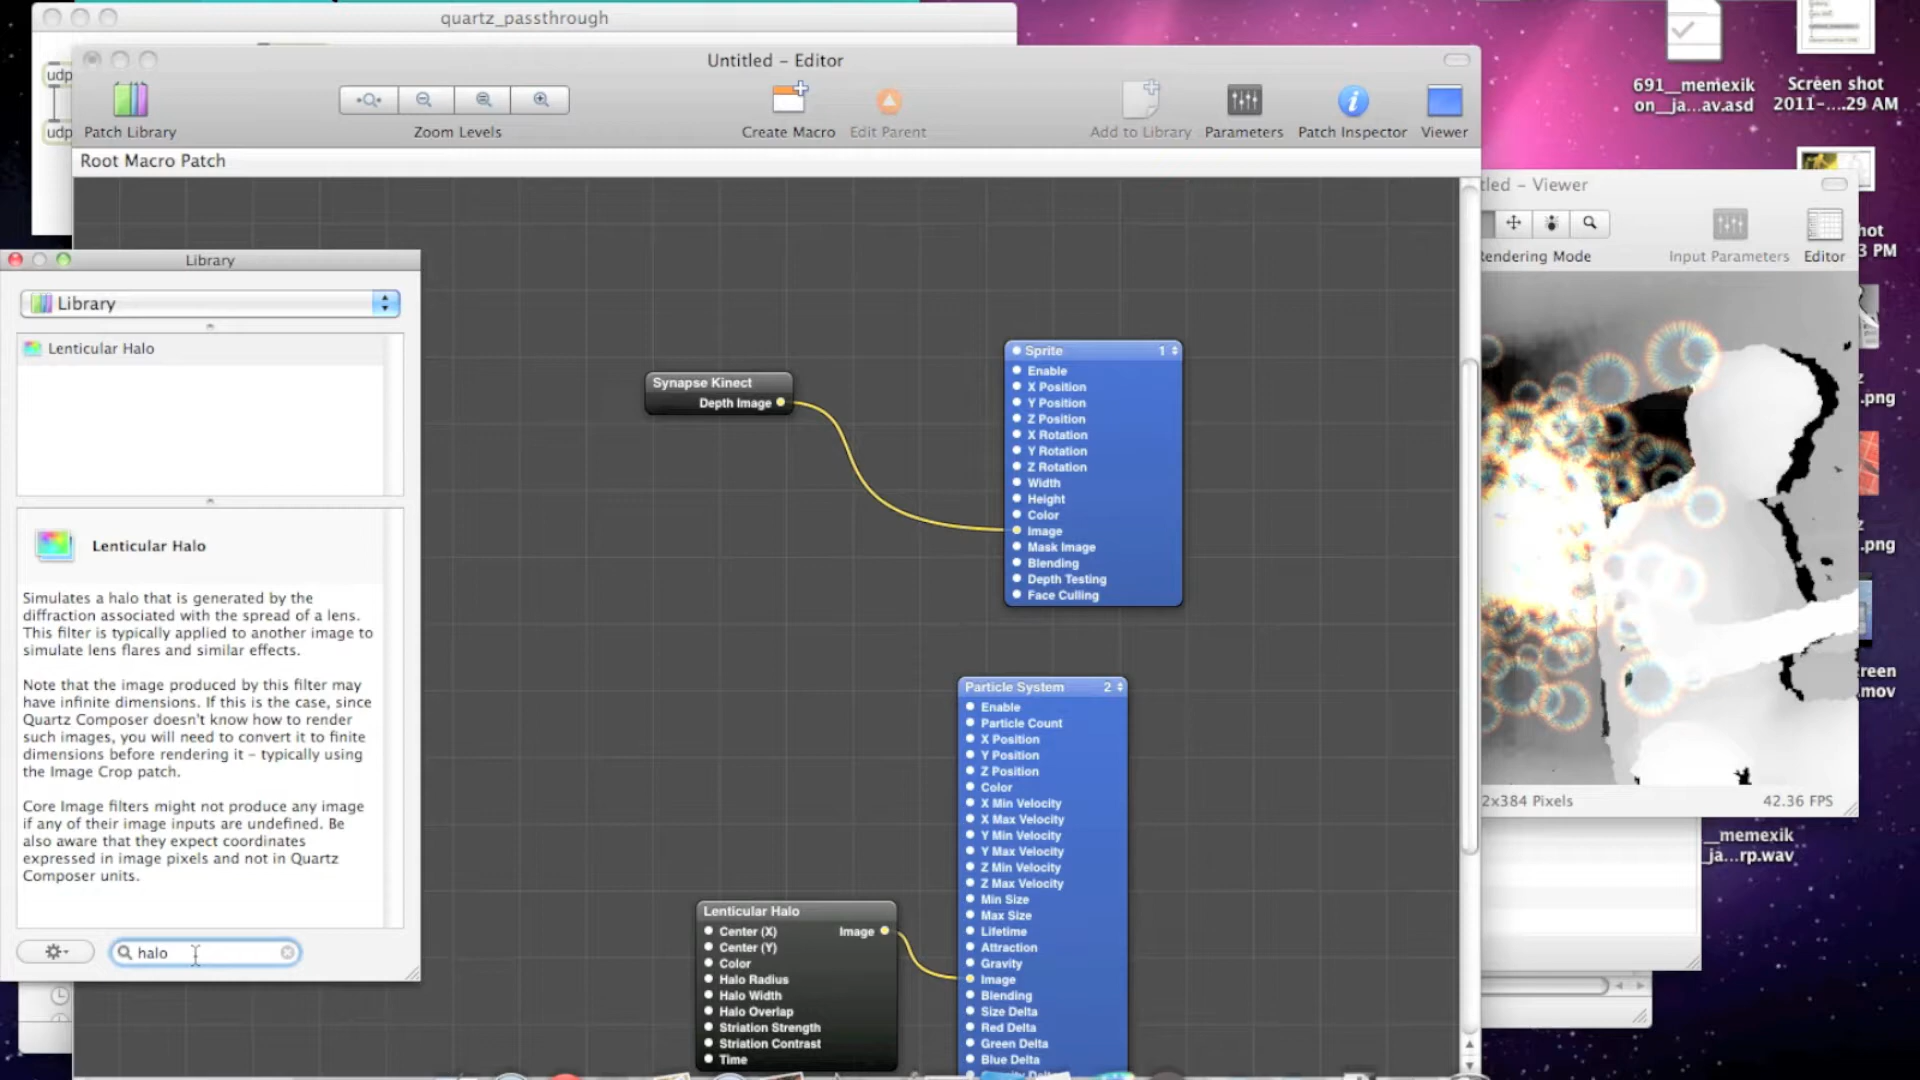 quartz_passthrough
Untitled – Editor
udp
udp
Patch Library
Zoom Levels
Create Macro
Edit Parent
Add to Library
Parameters
Patch Inspector
Viewer
Root Macro Patch
Library
Library
Lenticular Halo
Lenticular Halo
Simulates a halo that is generated by the
diffraction associated with the spread of a lens.
This filter is typically applied to another image to
simulate lens flares and similar effects.
Note that the image produced by this filter may
have infinite dimensions. If this is the case, since
Quartz Composer doesn't know how to render
such images, you will need to convert it to finite
dimensions before rendering it – typically using
the Image Crop patch.
Core Image filters might not produce any image
if any of their image inputs are undefined. Be
also aware that they expect coordinates
expressed in image pixels and not in Quartz
Composer units.
halo
Synapse Kinect
Depth Image
Sprite 1
Enable
X Position
Y Position
Z Position
X Rotation
Y Rotation
Z Rotation
Width
Height
Color
Image
Mask Image
Blending
Depth Testing
Face Culling
Particle System 2
Enable
Particle Count
X Position
Y Position
Z Position
Color
X Min Velocity
X Max Velocity
Y Min Velocity
Y Max Velocity
Z Min Velocity
Z Max Velocity
Min Size
Max Size
Lifetime
Attraction
Gravity
Image
Blending
Size Delta
Red Delta
Green Delta
Blue Delta
Lenticular Halo
Center (X) Image
Center (Y)
Color
Halo Radius
Halo Width
Halo Overlap
Striation Strength
Striation Contrast
Time
tled – Viewer
Rendering Mode
Input Parameters
Editor
2x384 Pixels
42.36 FPS
691__memexik
on__ja...av.asd
Screen shot
2011-....29 AM
hot
3 PM
.png
.png
reen
.mov
_memexik
_ja...rp.wav